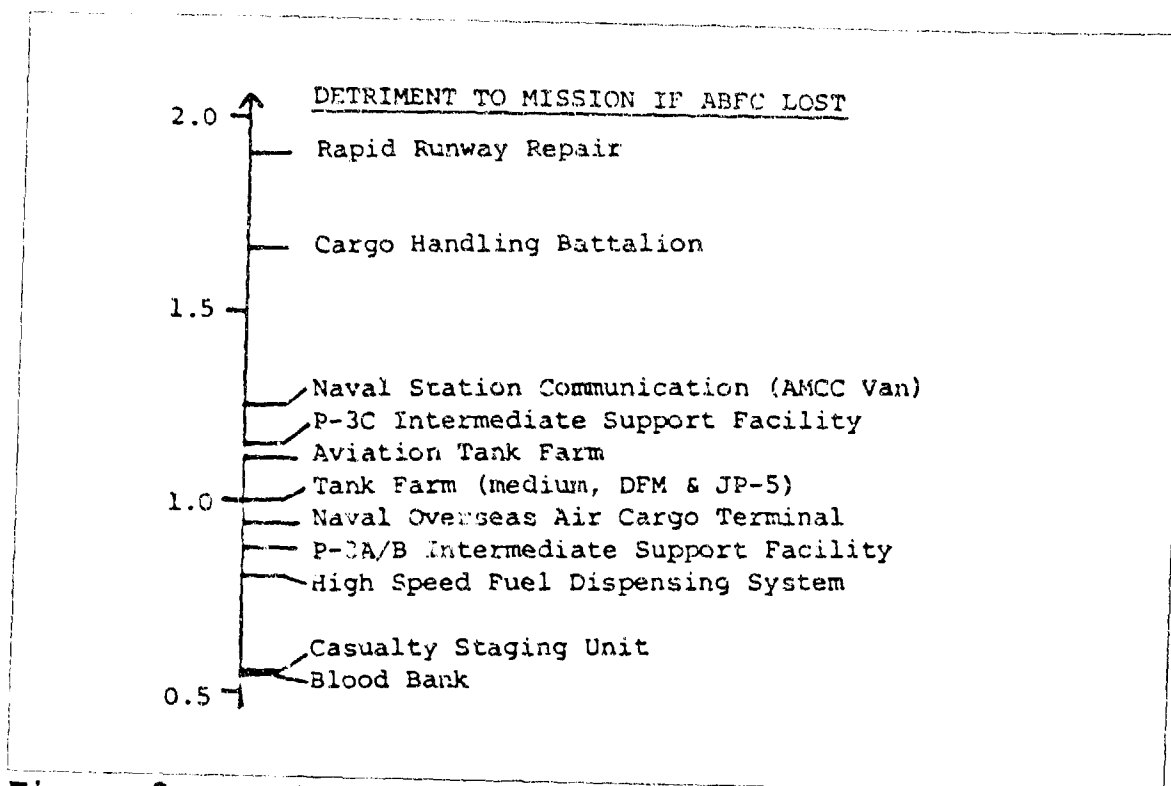 DETRIMENT TO MISSION IF ABFC LOST
2.0
Rapid Runway Repair
Cargo Handling Battalion
1.5
Naval Station Communication (AMCC Van)
P-3C Intermediate Support Facility
Aviation Tank Farm
1.0
Tank Farm (medium, DFM & JP-5)
Naval Overseas Air Cargo Terminal
P-3A/B Intermediate Support Facility
High Speed Fuel Dispensing System
Casualty Staging Unit
Blood Bank
0.5